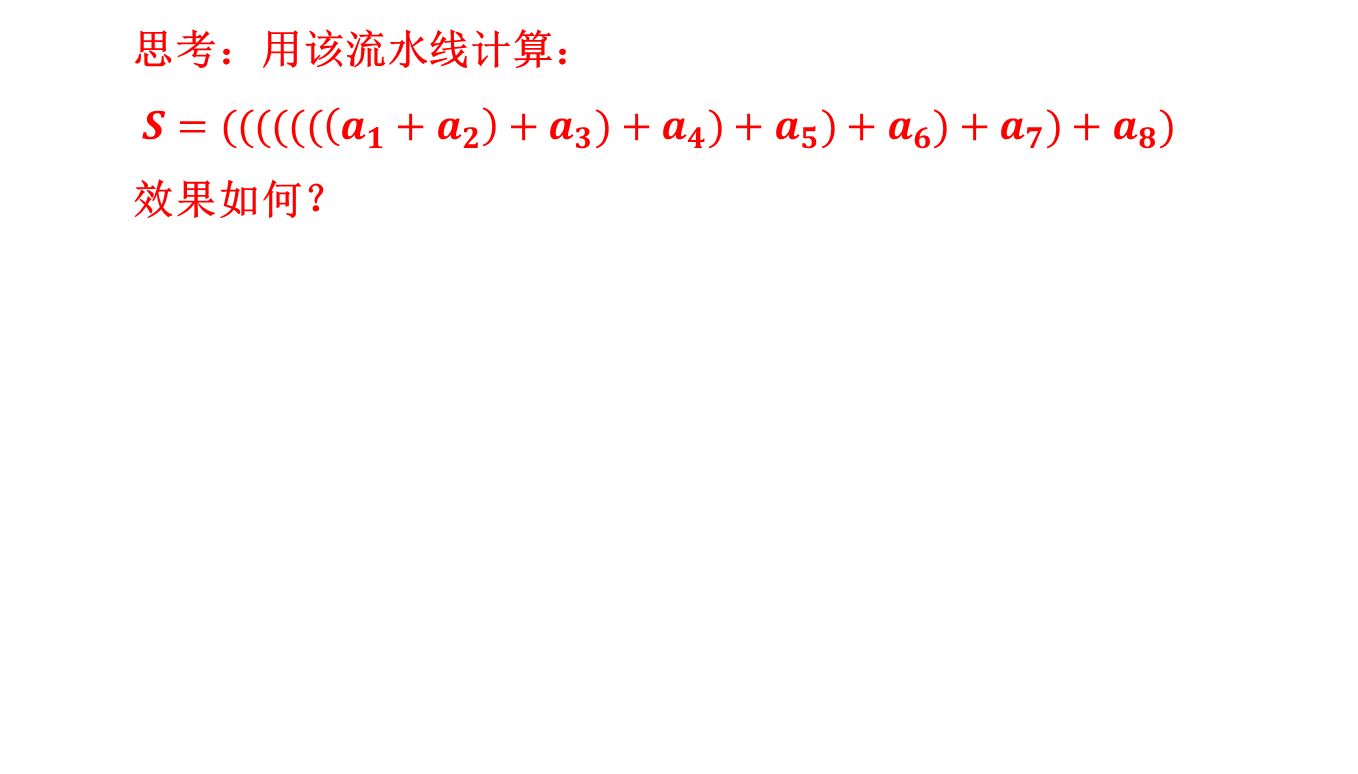 思考：用该流水线计算：
S = (((((((a₁ + a₂) + a₃) + a₄) + a₅) + a₆) + a₇) + a₈)
效果如何？